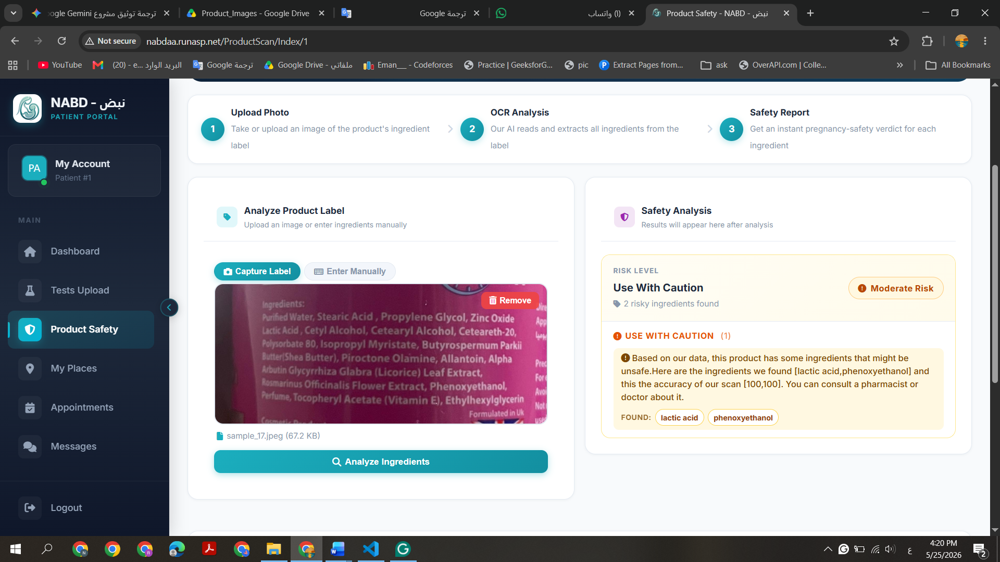 ترجمة توثيق مشروع Google Gemini
Product_Images - Google Drive
ترجمة Google
(١) واتساب
Product Safety - NABD - نبض
Not secure
nabdaa.runasp.net/ProductScan/Index/1
YouTube
(20) - e... البريد الوارد
ترجمة Google
Google Drive - ملفاتي
Eman___ - Codeforces
Practice | GeeksforG...
pic
Extract Pages from...
ask
OverAPI.com | Colle...
All Bookmarks
NABD - نبض
PATIENT PORTAL
PA
My Account
Patient #1
MAIN
Dashboard
Tests Upload
Product Safety
My Places
Appointments
Messages
Logout
1
Upload Photo
Take or upload an image of the product's ingredient
label
2
OCR Analysis
Our AI reads and extracts all ingredients from the
label
3
Safety Report
Get an instant pregnancy-safety verdict for each
ingredient
Analyze Product Label
Upload an image or enter ingredients manually
Capture Label
Enter Manually
Remove
Ingredients:
Purified Water, Stearic Acid , Propylene Glycol, Zinc Oxide
Lactic Acid , Cetyl Alcohol, Cetearyl Alcohol, Ceteareth-20,
Polysorbate 80, Isopropyl Myristate, Butyrospermum Parkii
Butter(Shea Butter), Piroctone Olamine, Allantoin, Alpha
Arbutin Glycyrrhiza Glabra (Licorice) Leaf Extract,
Rosmarinus Officinalis Flower Extract, Phenoxyethanol,
Perfume, Tocopheryl Acetate (Vitamin E), Ethylhexylglycerin
Formulated in Uk
sample_17.jpeg (67.2 KB)
Analyze Ingredients
Safety Analysis
Results will appear here after analysis
RISK LEVEL
Use With Caution
2 risky ingredients found
Moderate Risk
USE WITH CAUTION (1)
Based on our data, this product has some ingredients that might be
unsafe.Here are the ingredients we found [lactic acid,phenoxyethanol] and
this the accuracy of our scan [100,100]. You can consult a pharmacist or
doctor about it.
FOUND: lactic acid phenoxyethanol
ع
4:20 PM
5/25/2026
2